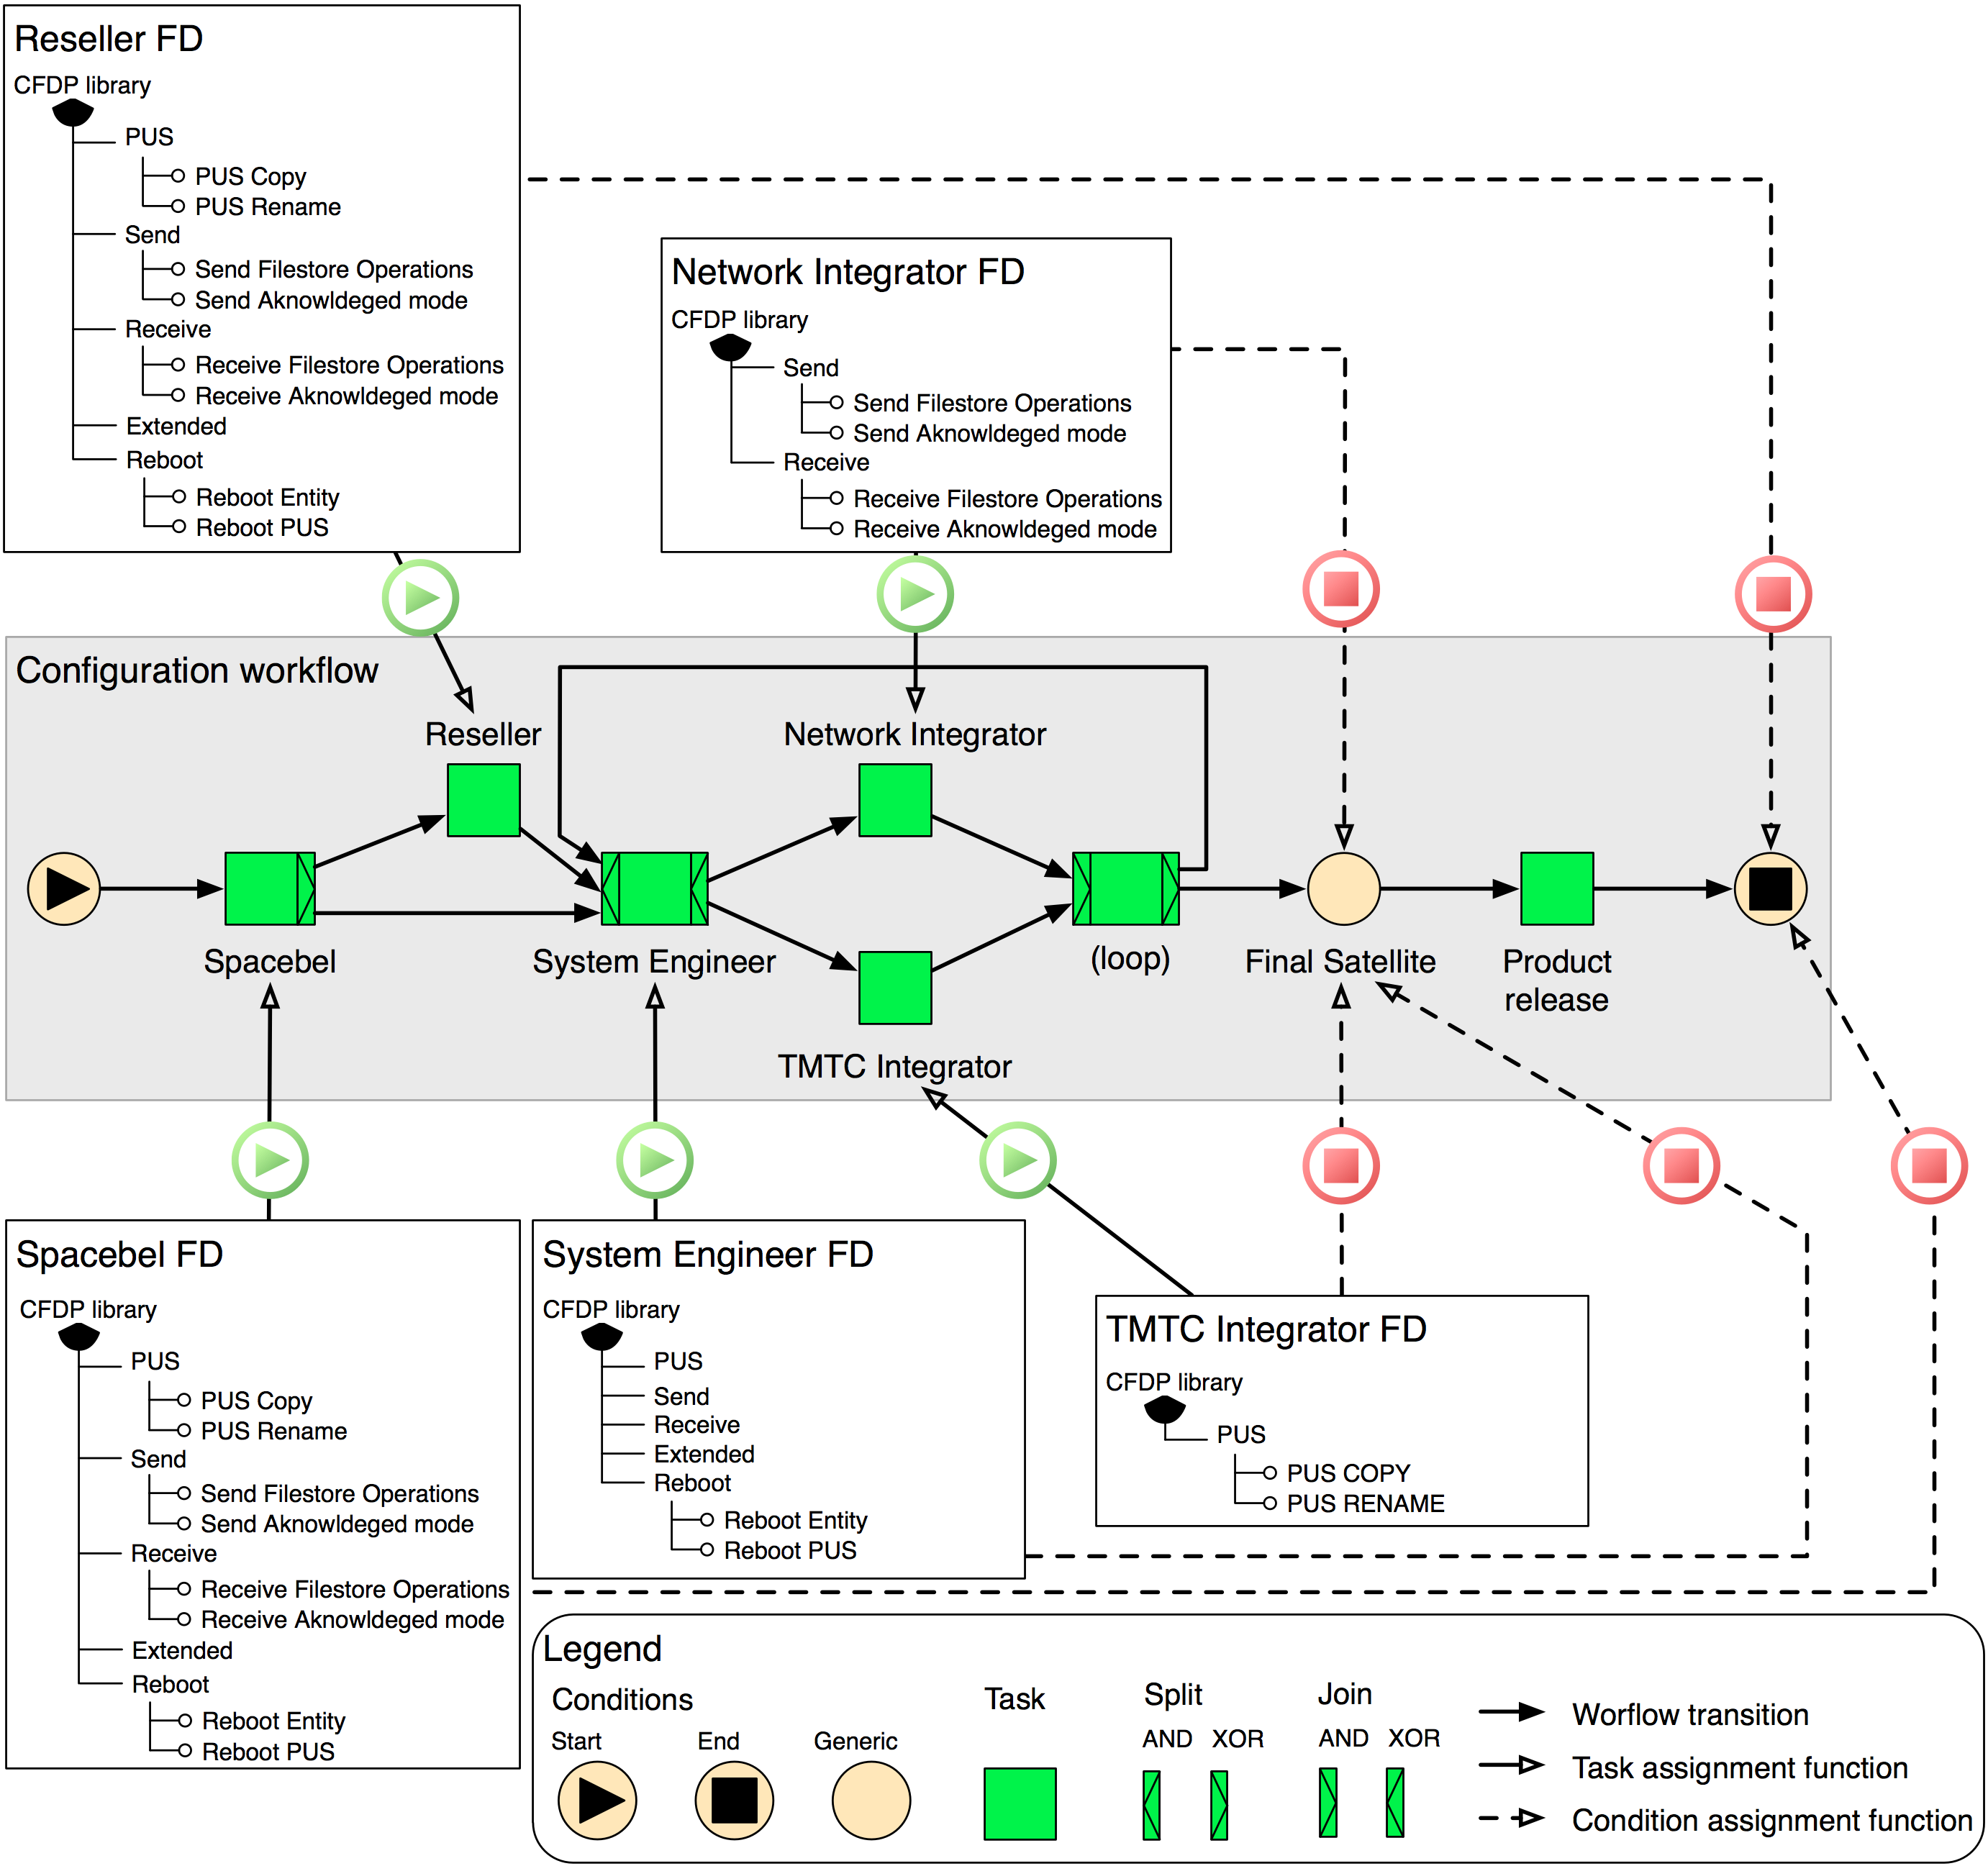 Reseller FD
CFDP library
PUS
PUS Copy
PUS Rename
Send
Send Filestore Operations
Send Aknowldeged mode
Receive
Receive Filestore Operations
Receive Aknowldeged mode
Extended
Reboot
Reboot Entity
Reboot PUS
Network Integrator FD
CFDP library
Send
Send Filestore Operations
Send Aknowldeged mode
Receive
Receive Filestore Operations
Receive Aknowldeged mode
Configuration workflow
Reseller
Network Integrator
Spacebel
System Engineer
(loop)
Final Satellite
Product
release
TMTC Integrator
Spacebel FD
CFDP library
PUS
PUS Copy
PUS Rename
Send
Send Filestore Operations
Send Aknowldeged mode
Receive
Receive Filestore Operations
Receive Aknowldeged mode
Extended
Reboot
Reboot Entity
Reboot PUS
System Engineer FD
CFDP library
PUS
Send
Receive
Extended
Reboot
Reboot Entity
Reboot PUS
TMTC Integrator FD
CFDP library
PUS
PUS COPY
PUS RENAME
Legend
Conditions
Start
End
Generic
Task
Split
AND XOR
Join
AND XOR
Worflow transition
Task assignment function
Condition assignment function